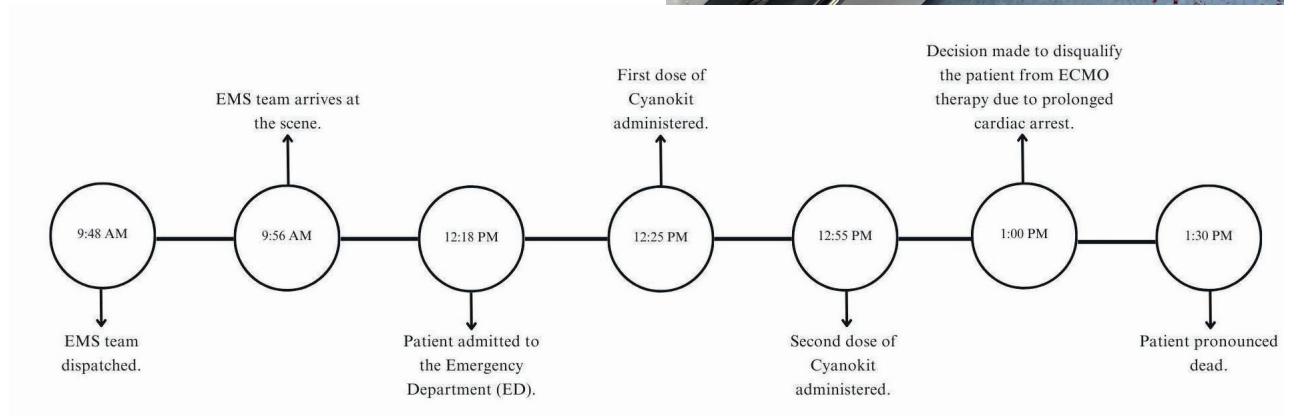 9:48 AM
EMS team
dispatched.
EMS team arrives at
the scene.
9:56 AM
12:18 PM
Patient admitted to
the Emergency
Department (ED).
First dose of
Cyanokit
administered.
12:25 PM
12:55 PM
Second dose of
Cyanokit
administered.
Decision made to disqualify
the patient from ECMO
therapy due to prolonged
cardiac arrest.
1:00 PM
1:30 PM
Patient pronounced
dead.